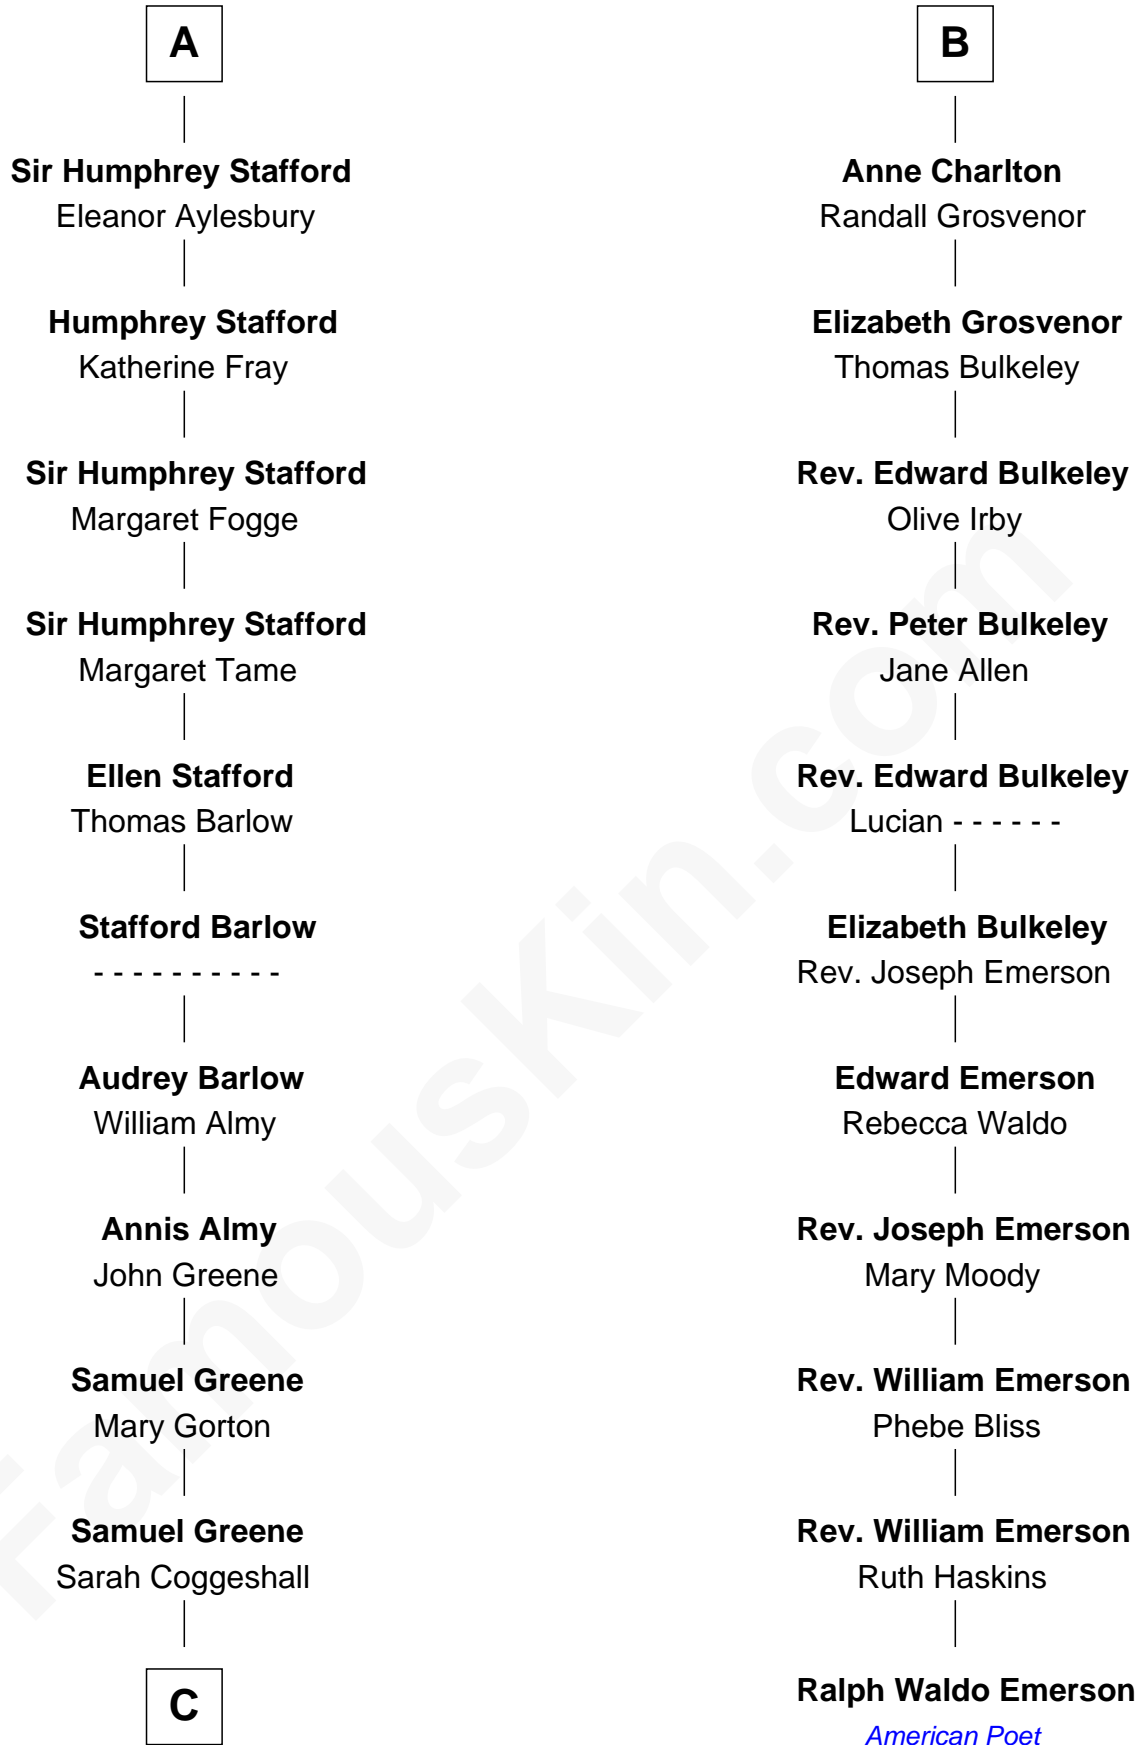 A
Sir Humphrey Stafford
Eleanor Aylesbury
Humphrey Stafford
Katherine Fray
Sir Humphrey Stafford
Margaret Fogge
Sir Humphrey Stafford
Margaret Tame
Ellen Stafford
Thomas Barlow
Stafford Barlow
- - - - - - - - - -
Audrey Barlow
William Almy
Annis Almy
John Greene
Samuel Greene
Mary Gorton
Samuel Greene
Sarah Coggeshall
C
B
Anne Charlton
Randall Grosvenor
Elizabeth Grosvenor
Thomas Bulkeley
Rev. Edward Bulkeley
Olive Irby
Rev. Peter Bulkeley
Jane Allen
Rev. Edward Bulkeley
Lucian - - - - - -
Elizabeth Bulkeley
Rev. Joseph Emerson
Edward Emerson
Rebecca Waldo
Rev. Joseph Emerson
Mary Moody
Rev. William Emerson
Phebe Bliss
Rev. William Emerson
Ruth Haskins
Ralph Waldo Emerson
American Poet
FamousKin.com